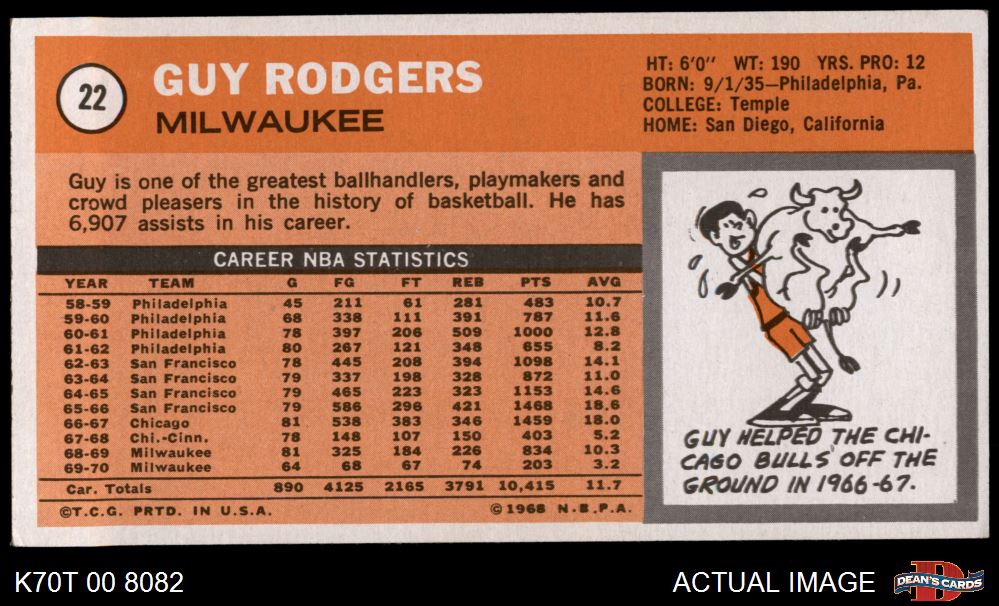 22
GUY RODGERS
MILWAUKEE
HT: 6'0" WT: 190 YRS. PRO: 12
BORN: 9/1/35—Philadelphia, Pa.
COLLEGE: Temple
HOME: San Diego, California
Guy is one of the greatest ballhandlers, playmakers and
crowd pleasers in the history of basketball. He has
6,907 assists in his career.
CAREER NBA STATISTICS
YEAR TEAM G FG FT REB PTS AVG
58-59 Philadelphia 45 211 61 281 483 10.7
59-60 Philadelphia 68 338 111 391 787 11.6
60-61 Philadelphia 78 397 206 509 1000 12.8
61-62 Philadelphia 80 267 121 348 655 8.2
62-63 San Francisco 78 445 208 394 1098 14.1
63-64 San Francisco 79 337 198 328 872 11.0
64-65 San Francisco 79 465 223 323 1153 14.6
65-66 San Francisco 79 586 296 421 1468 18.6
66-67 Chicago 81 538 383 346 1459 18.0
67-68 Chi.-Cinn. 78 148 107 150 403 5.2
68-69 Milwaukee 81 325 184 226 834 10.3
69-70 Milwaukee 64 68 67 74 203 3.2
Car. Totals 890 4125 2165 3791 10,415 11.7
©T.C.G. PRTD. IN U.S.A. ©1968 N.B.P.A.
GUY HELPED THE CHI-
CAGO BULLS OFF THE
GROUND IN 1966-67.
K70T 00 8082
ACTUAL IMAGE
D
DEAN'S CARDS